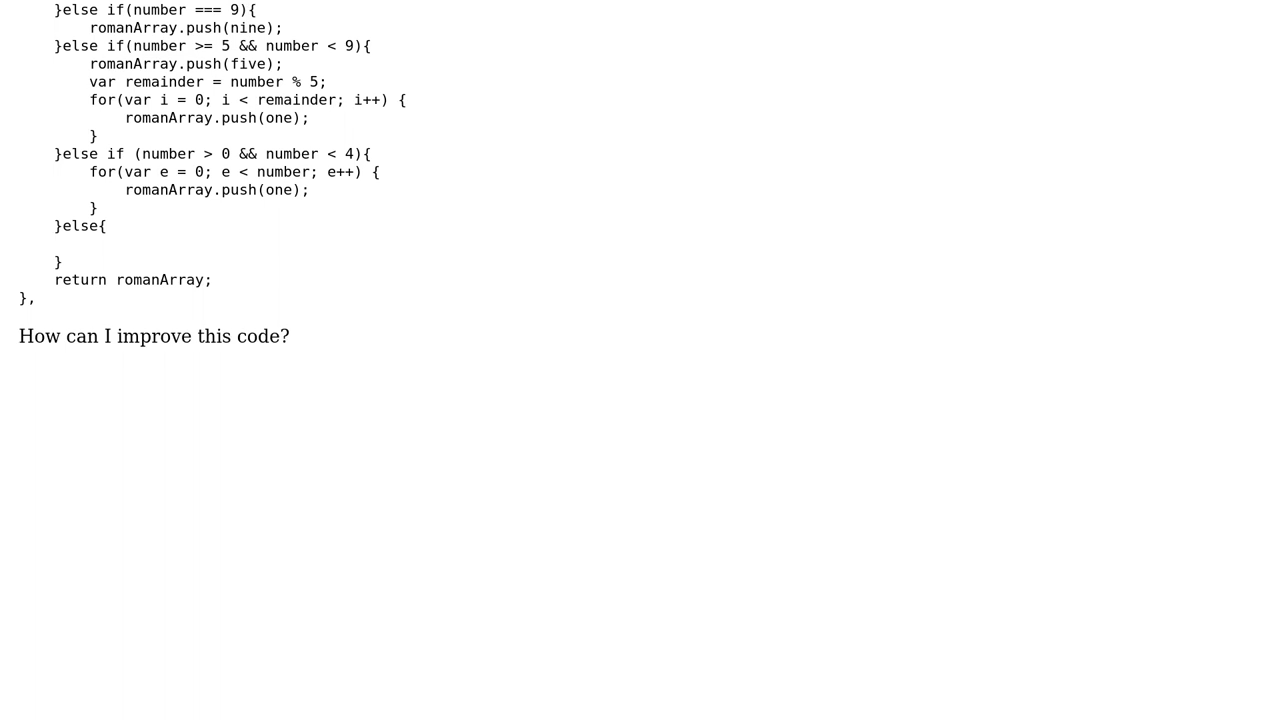 }else if(number === 9){
        romanArray.push(nine);
    }else if(number >= 5 && number < 9){
        romanArray.push(five);
        var remainder = number % 5;
        for(var i = 0; i < remainder; i++) {
            romanArray.push(one);
        }
    }else if (number > 0 && number < 4){
        for(var e = 0; e < number; e++) {
            romanArray.push(one);
        }
    }else{

    }
    return romanArray;
},
How can I improve this code?